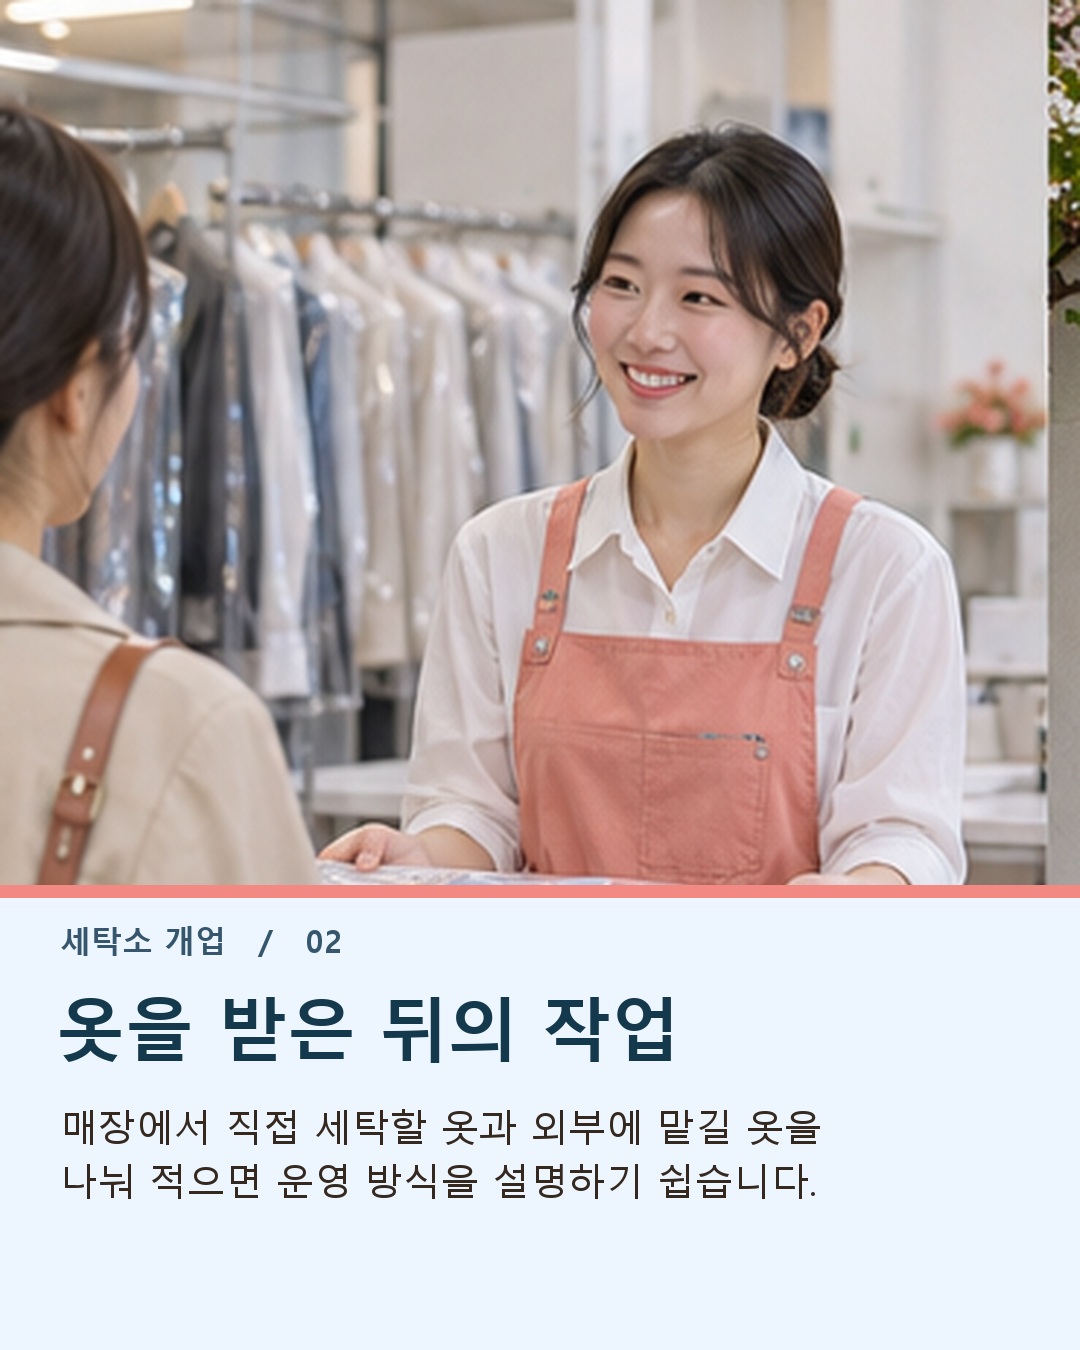 세탁소 개업 / 02
옷을 받은 뒤의 작업
매장에서 직접 세탁할 옷과 외부에 맡길 옷을
나눠 적으면 운영 방식을 설명하기 쉽습니다.